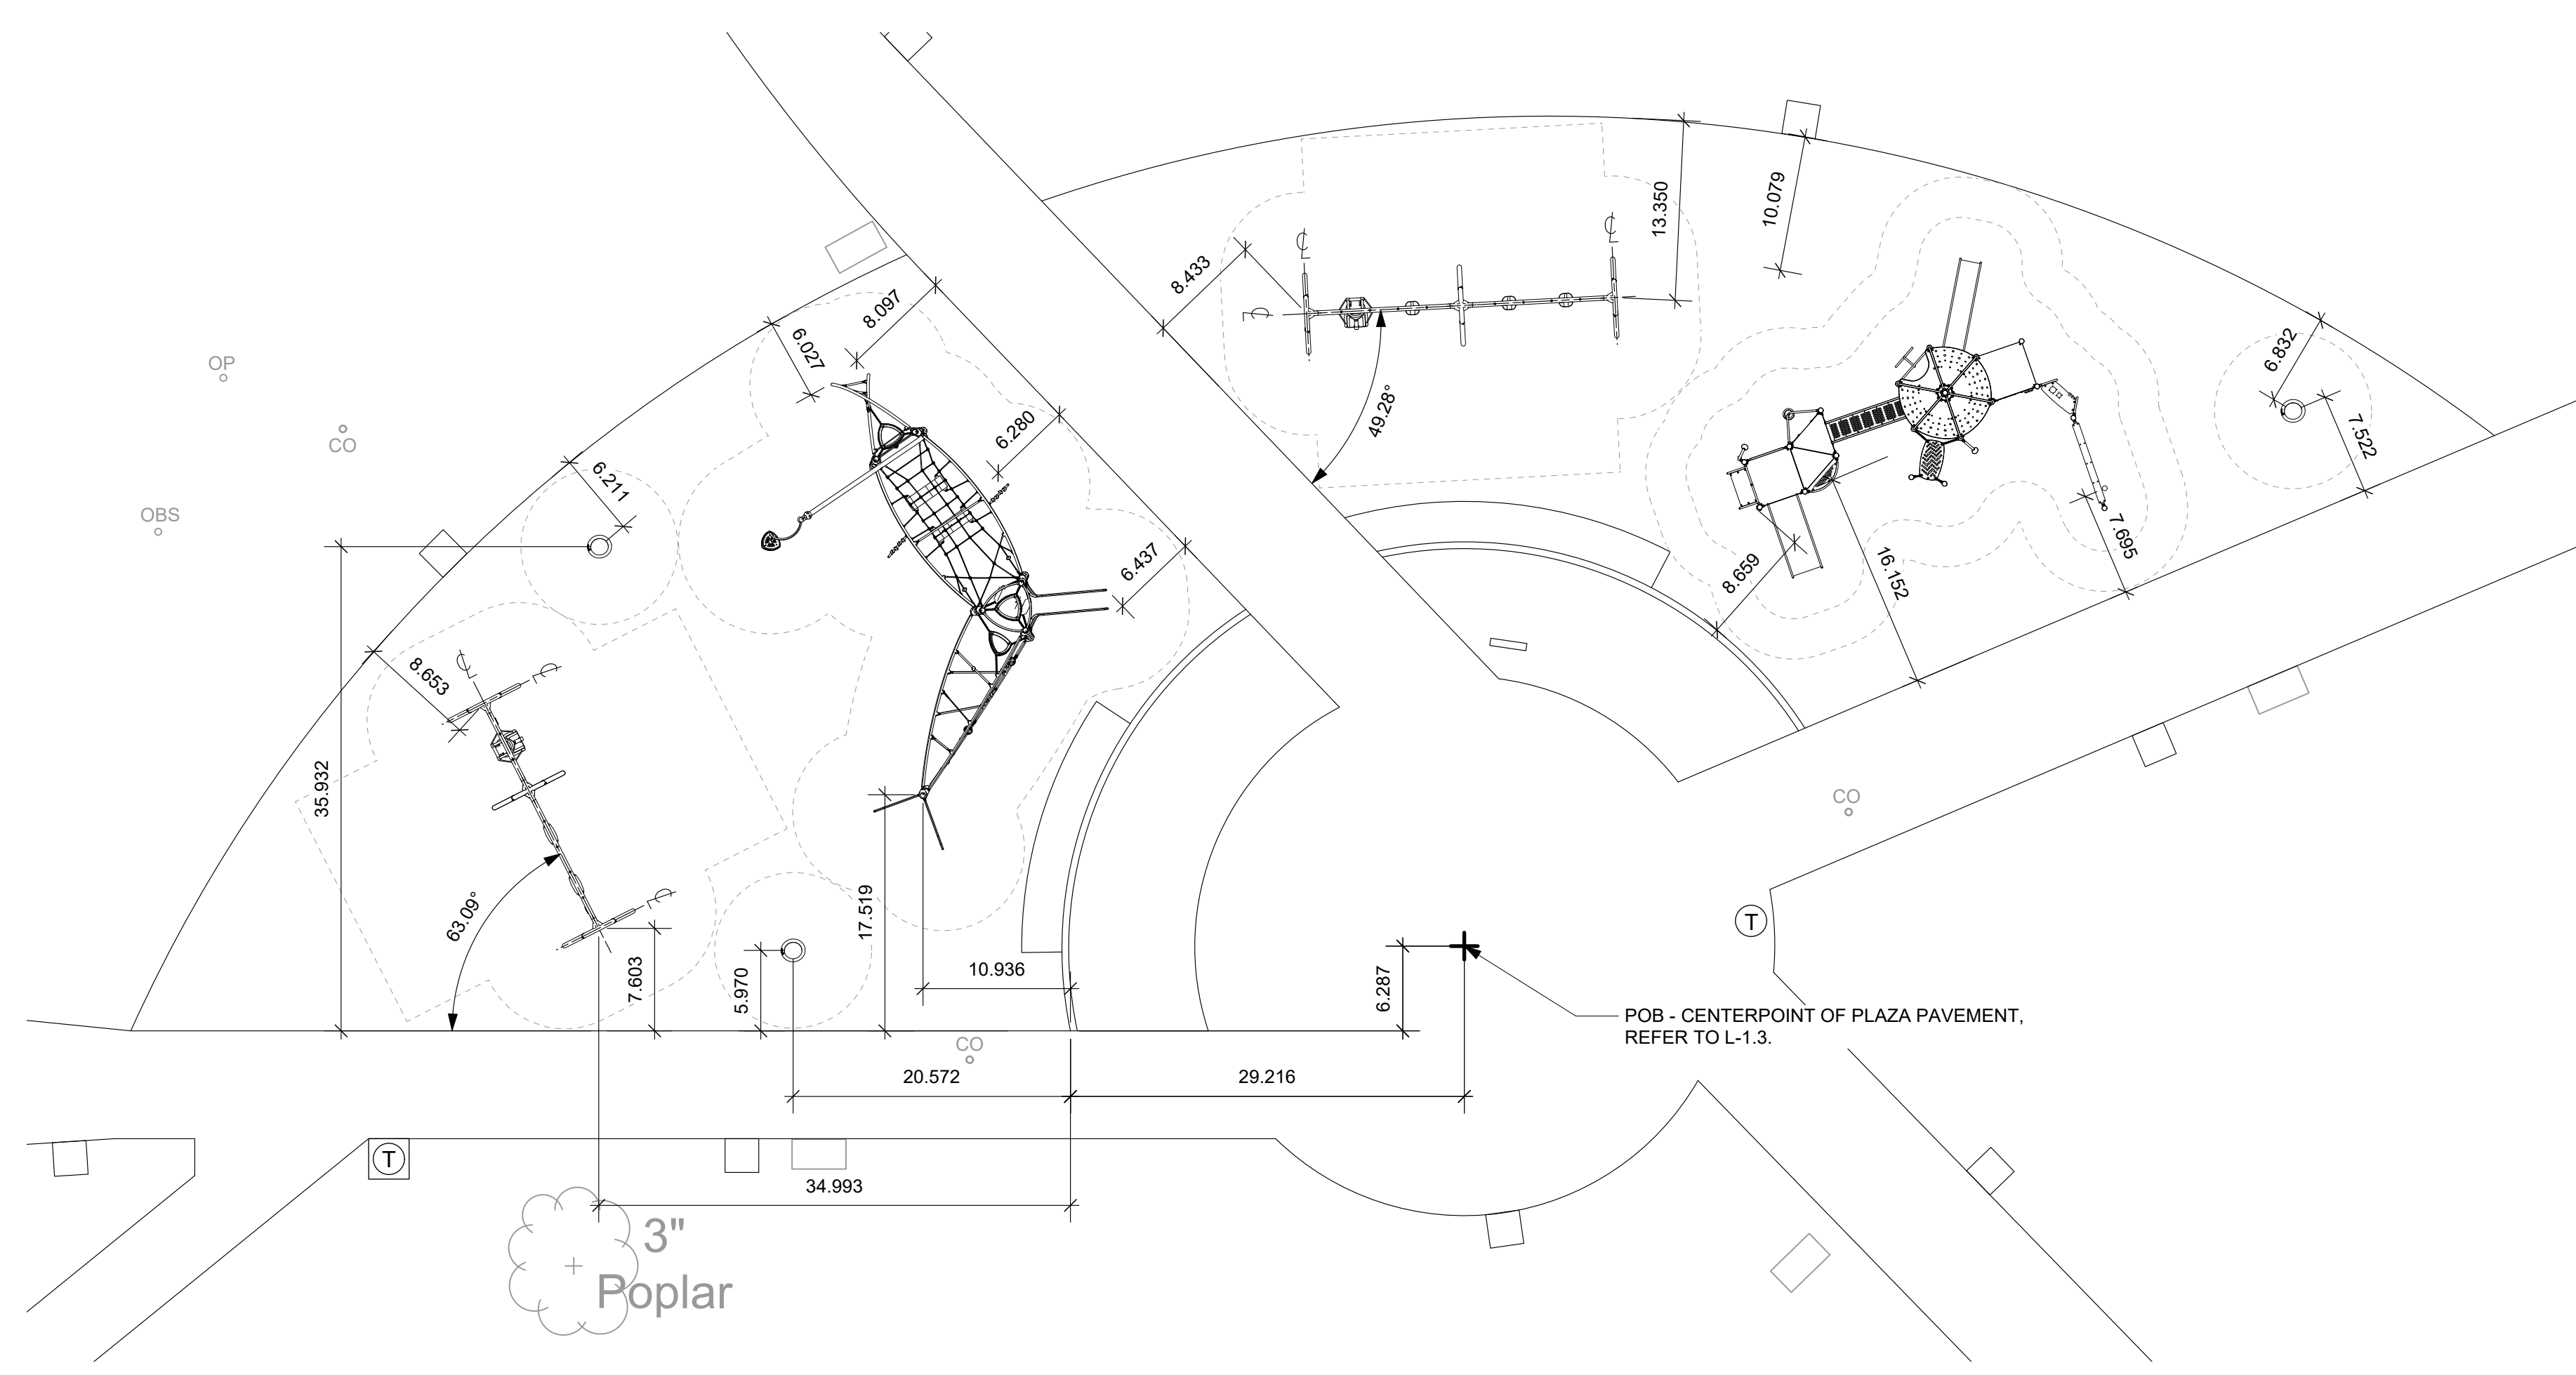 10.079
13.350
8.433
8.097
6.027
6.832
OP
CO
49.28°
6.280
7.522
6.211
OBS
6.437
7.695
8.659
16.152
8.653
35.932
CO
63.09°
17.519
T
10.936
7.603
5.970
6.287
POB - CENTERPOINT OF PLAZA PAVEMENT,
REFER TO L-1.3.
CO
20.572
29.216
T
34.993
3"
Poplar